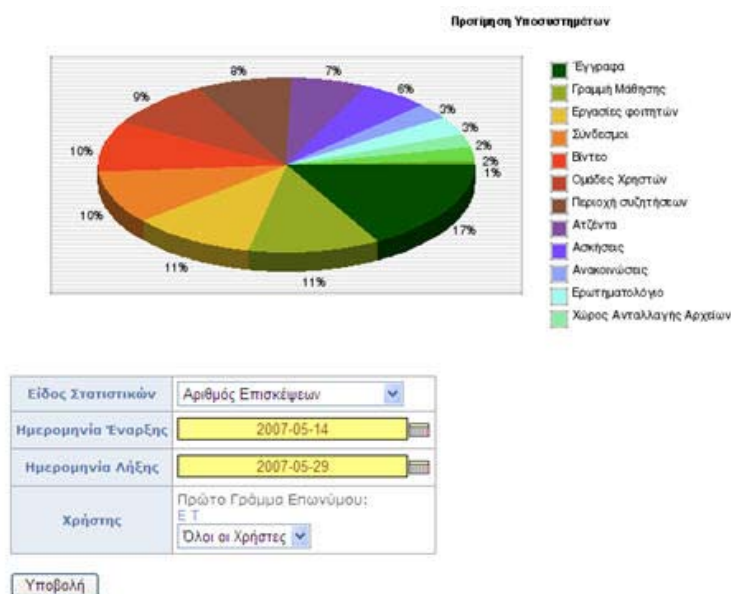 Προτίμηση Υποσυστημάτων
8%
7%
6%
9%
3%
3%
10%
2%
2%
1%
10%
17%
11%
11%
Έγγραφα
Γραμμή Μάθησης
Εργασίες φοιτητών
Σύνδεσμοι
Βίντεο
Ομάδες Χρηστών
Περιοχή συζητήσεων
Ατζέντα
Ασκήσεις
Ανακοινώσεις
Ερωτηματολόγιο
Χώρος Ανταλλαγής Αρχείων
Είδος Στατιστικών Αριθμός Επισκέψεων
Ημερομηνία Έναρξης 2007-05-14
Ημερομηνία Λήξης 2007-05-29
Χρήστης
Πρώτο Γράμμα Επωνύμου:
Ε Τ
Όλοι οι Χρήστες
Υποβολή